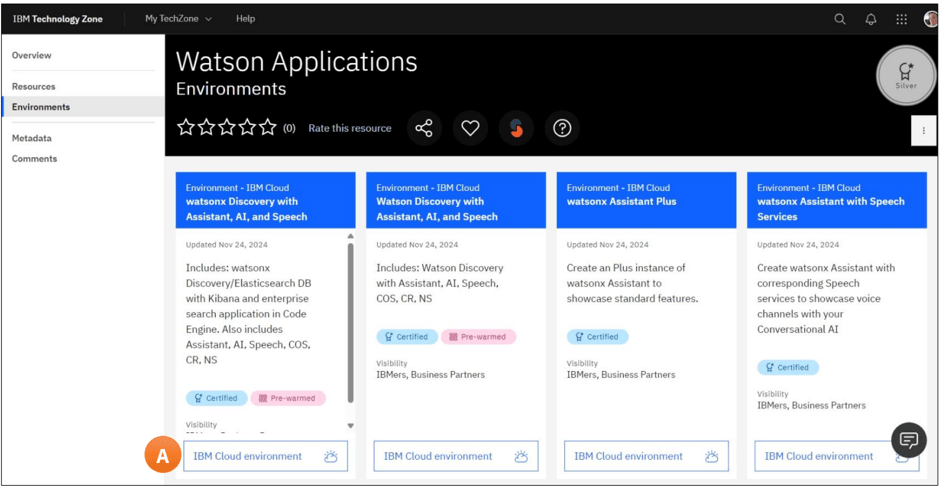 IBM Technology Zone
My TechZone
Help
Overview
Resources
Environments
Metadata
Comments
Watson Applications
Environments
(0)
Rate this resource
Silver
Environment - IBM Cloud
watsonx Discovery with
Assistant, AI, and Speech
Updated Nov 24, 2024
Includes: watsonx
Discovery/Elasticsearch DB
with Kibana and enterprise
search application in Code
Engine. Also includes
Assistant, AI, Speech, COS,
CR, NS
Certified
Pre-warmed
Visibility
A
IBM Cloud environment
Environment - IBM Cloud
Watson Discovery with
Assistant, AI, and Speech
Updated Nov 24, 2024
Includes: Watson Discovery
with Assistant, AI, Speech,
COS, CR, NS
Certified
Pre-warmed
Visibility
IBMers, Business Partners
IBM Cloud environment
Environment - IBM Cloud
watsonx Assistant Plus
Updated Nov 24, 2024
Create an Plus instance of
watsonx Assistant to
showcase standard features.
Certified
Visibility
IBMers, Business Partners
IBM Cloud environment
Environment - IBM Cloud
watsonx Assistant with Speech
Services
Updated Nov 24, 2024
Create watsonx Assistant with
corresponding Speech
services to showcase voice
channels with your
Conversational AI
Certified
Visibility
IBMers, Business Partners
IBM Cloud environment